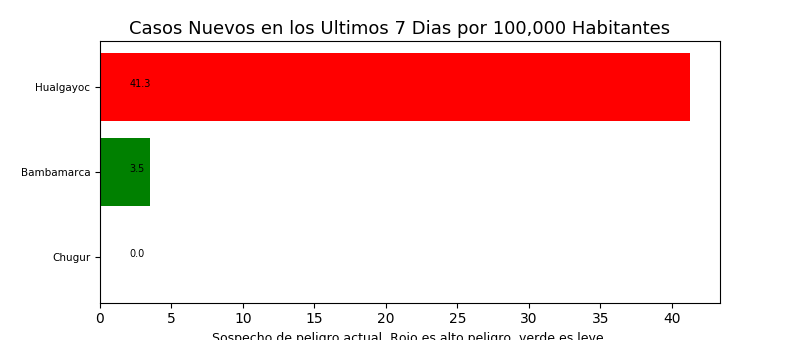 Casos Nuevos en los Ultimos 7 Dias por 100,000 Habitantes
Hualgayoc
41.3
Bambamarca
3.5
Chugur
0.0
0 5 10 15 20 25 30 35 40
Sospecho de peligro actual. Rojo es alto peligro, verde es leve